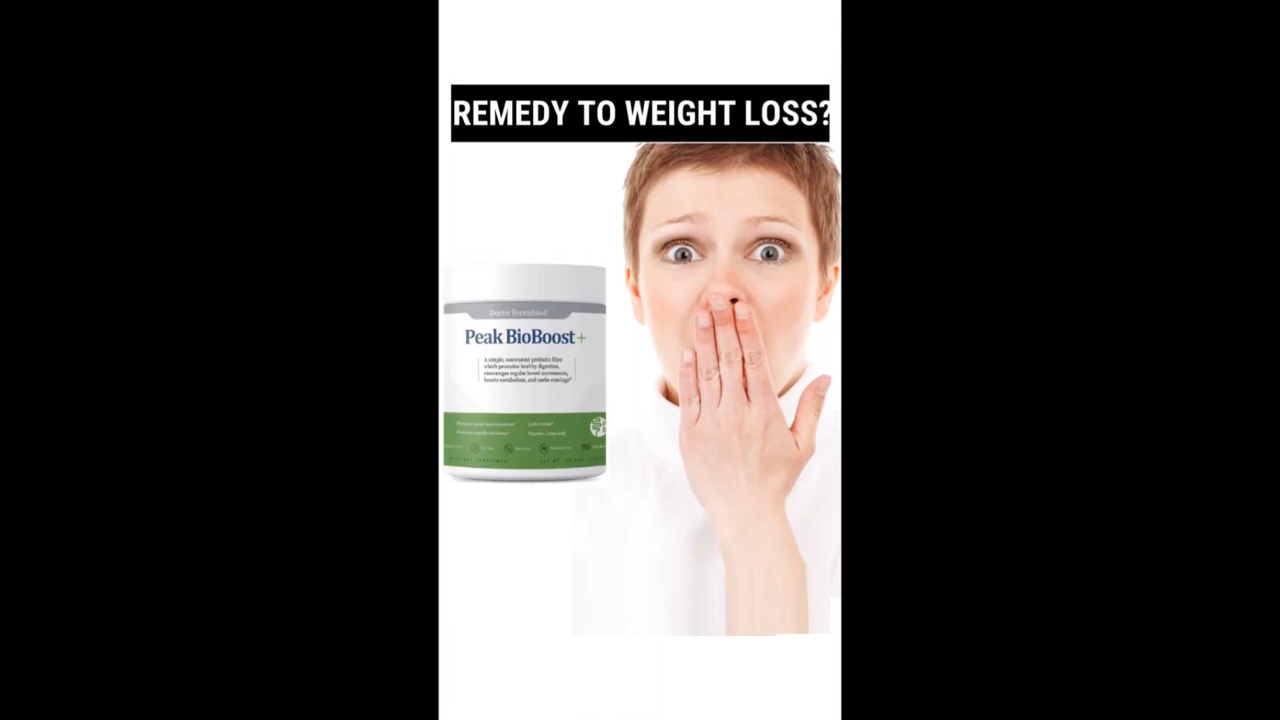 REMEDY TO WEIGHT LOSS?
Doctor Formulated
Peak BioBoost+
A simple, convenient prebiotic fiber
which promotes healthy digestion,
encourages regular bowel movements,
boosts metabolism, and curbs cravings*